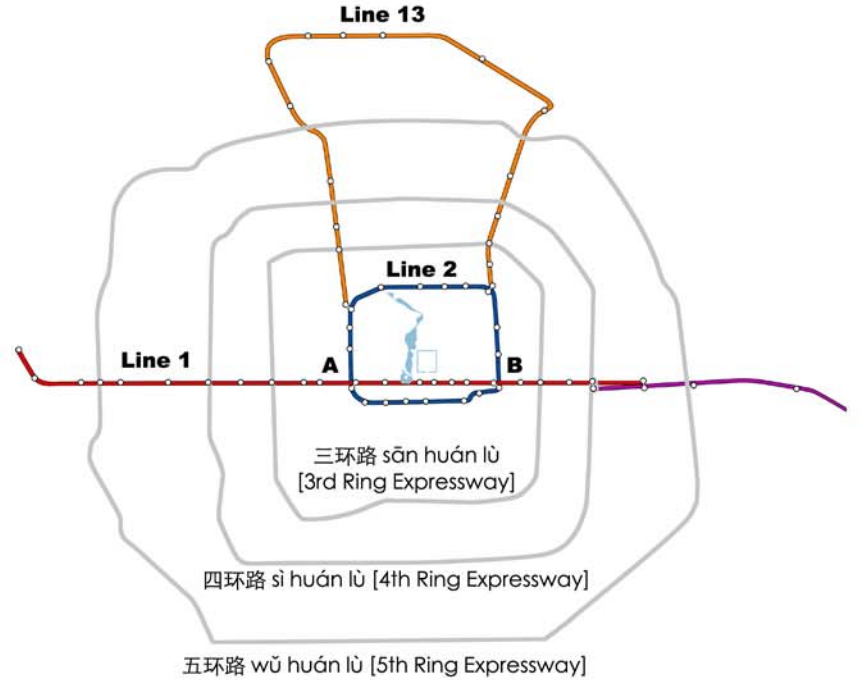 Line 13
Line 2
Line 1
A
B
三环路 sān huán lù
[3rd Ring Expressway]
四环路 sì huán lù [4th Ring Expressway]
五环路 wǔ huán lù [5th Ring Expressway]